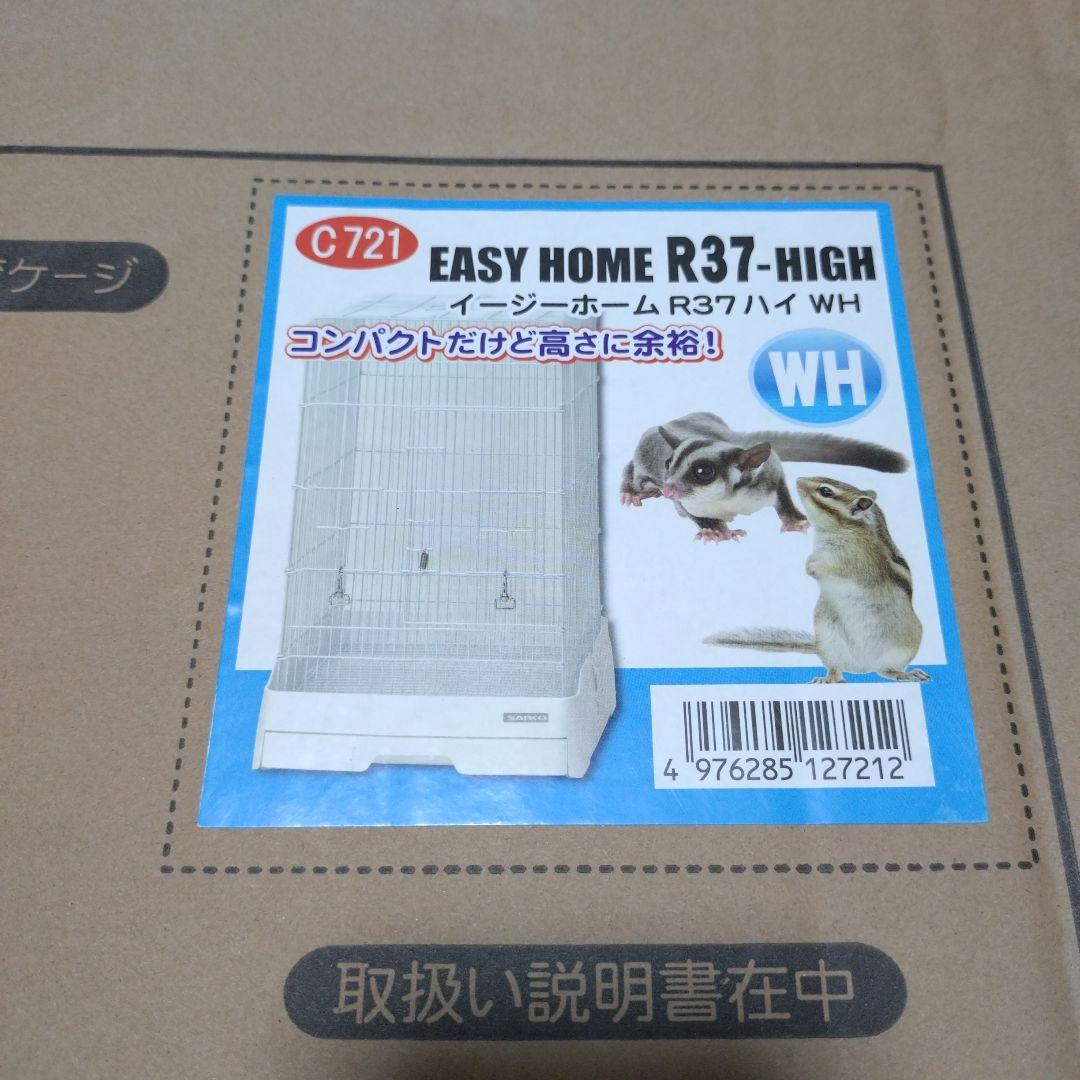 C721
EASY HOME R37-HIGH
イージーホーム R37ハイ WH
コンパクトだけど高さに余裕!
WH
ケージ
SANKO
4 976285 127212
取扱い説明書在中